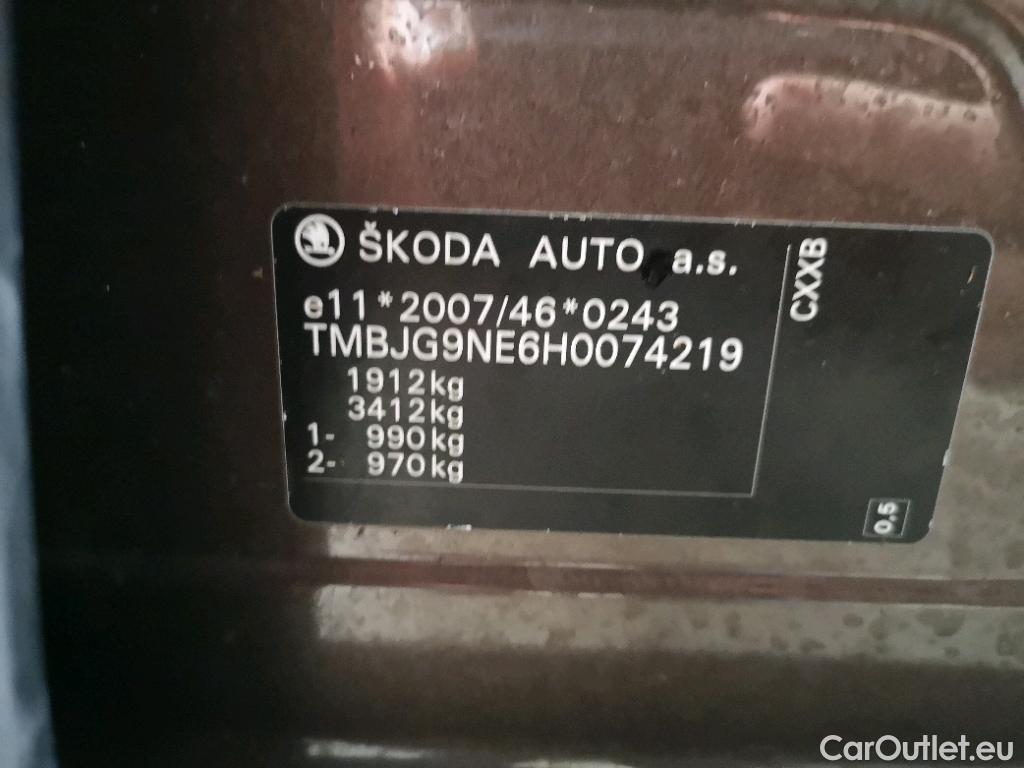 ŠKODA AUTO a.s.
e11*2007/46*0243
TMBJG9NE6H0074219
1912kg
3412kg
1- 990kg
2- 970kg
CXXB
0,5
CarOutlet.eu